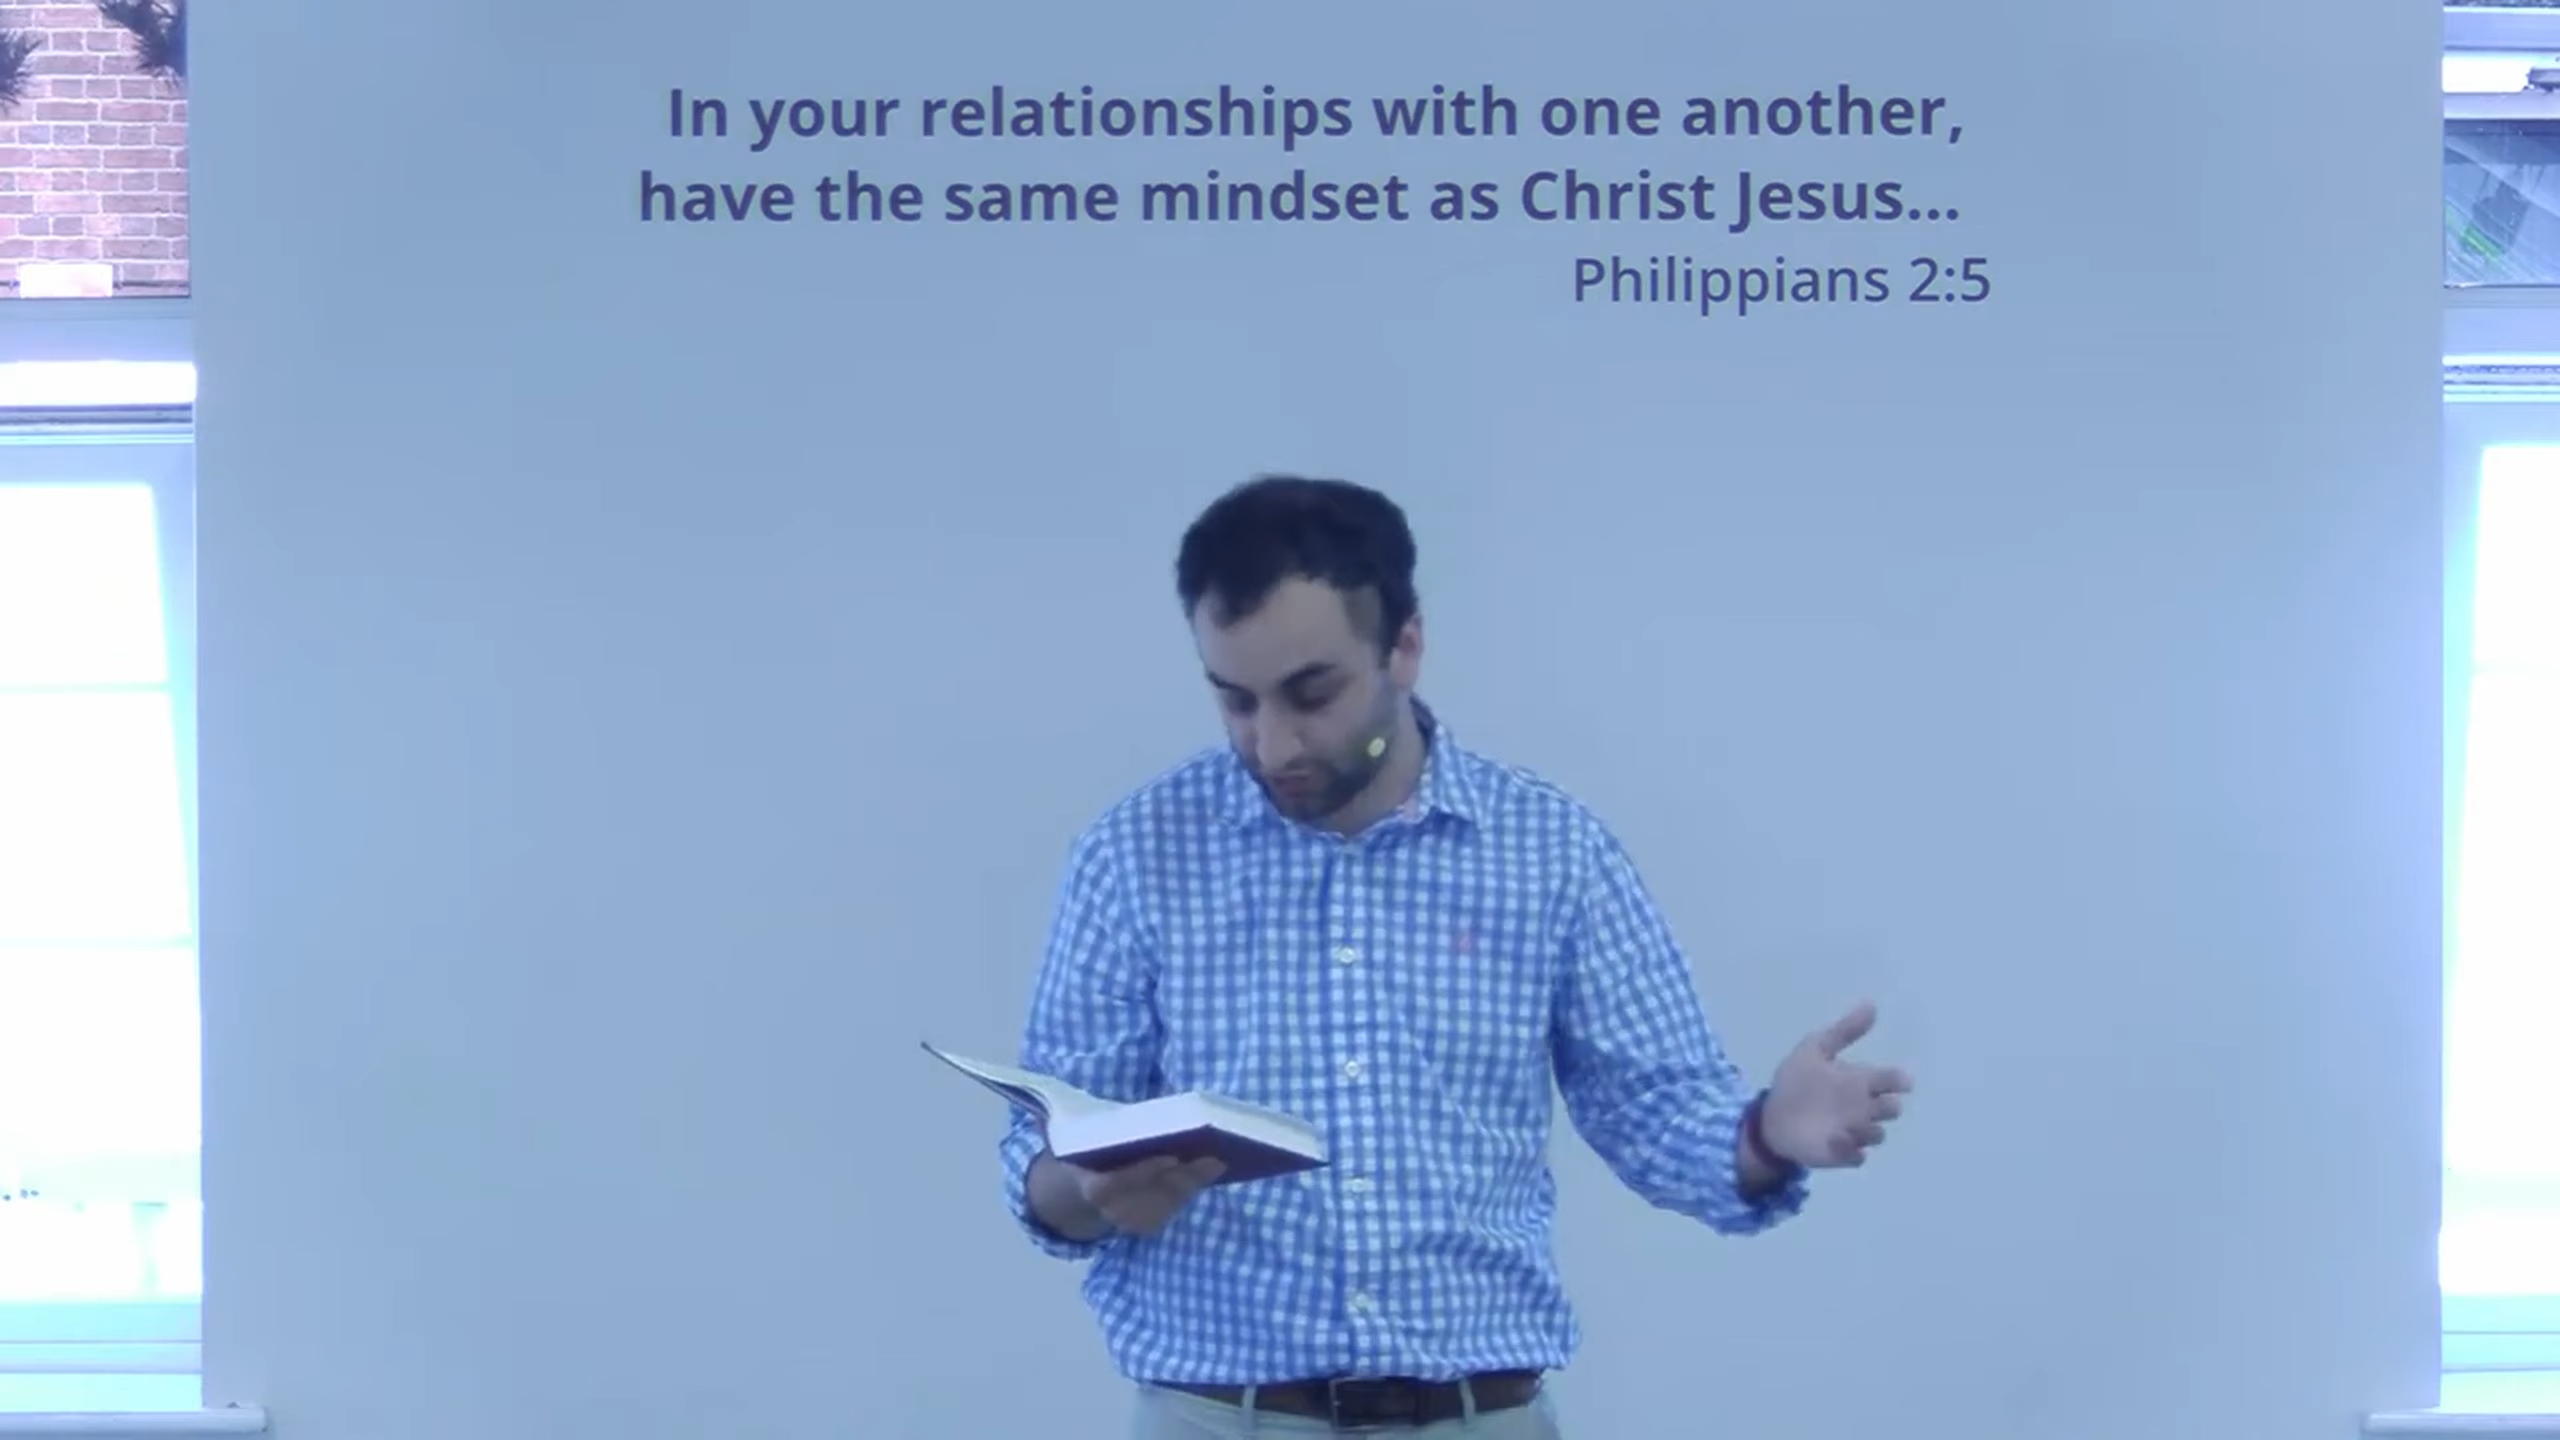 In your relationships with one another,
have the same mindset as Christ Jesus...
Philippians 2:5